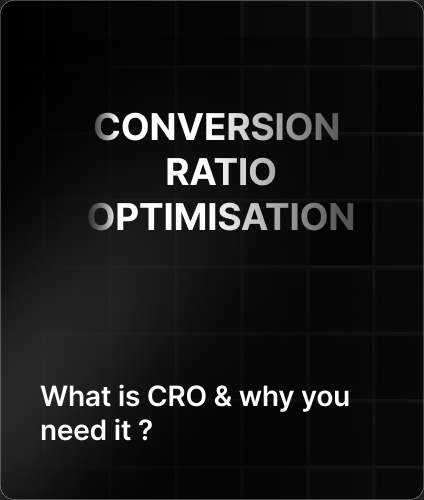 CONVERSION
RATIO
OPTIMISATION
What is CRO & why you
need it ?